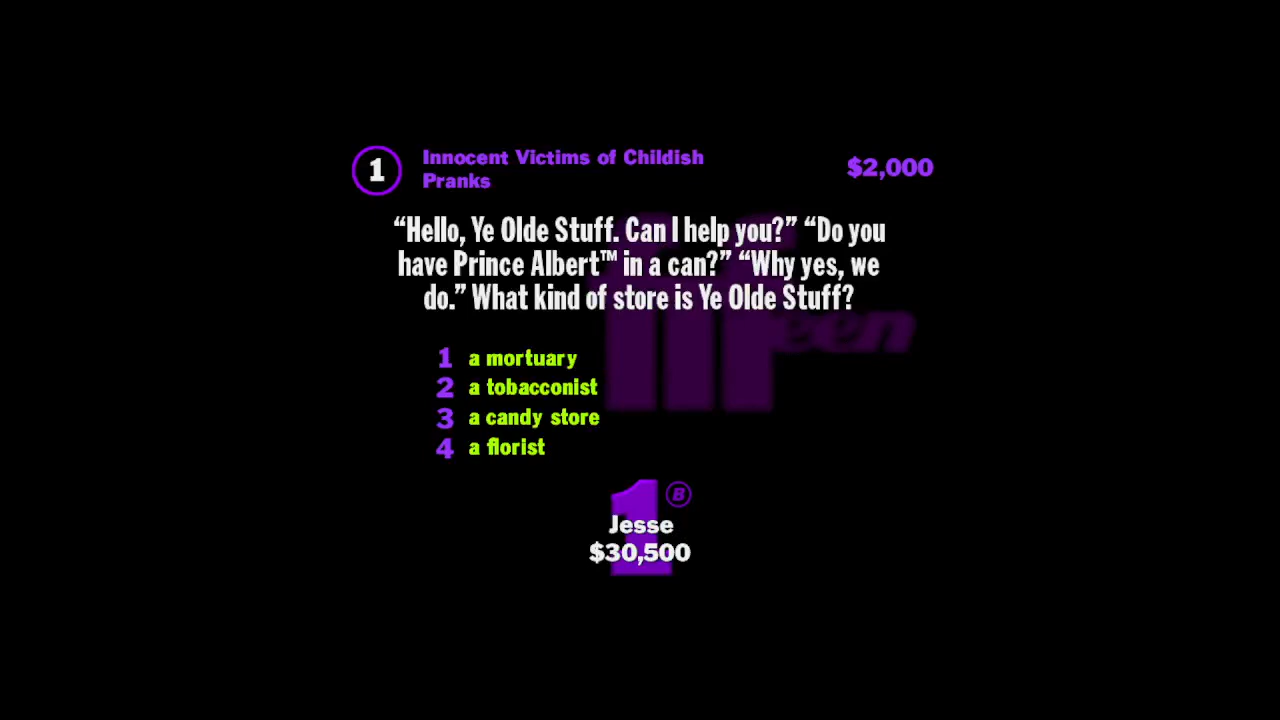 1
Innocent Victims of Childish
Pranks
$2,000
“Hello, Ye Olde Stuff. Can I help you?” “Do you
have Prince Albert™ in a can?” “Why yes, we
do.” What kind of store is Ye Olde Stuff?
fifteen
1 a mortuary
2 a tobacconist
3 a candy store
4 a florist
1 B
Jesse
$30,500